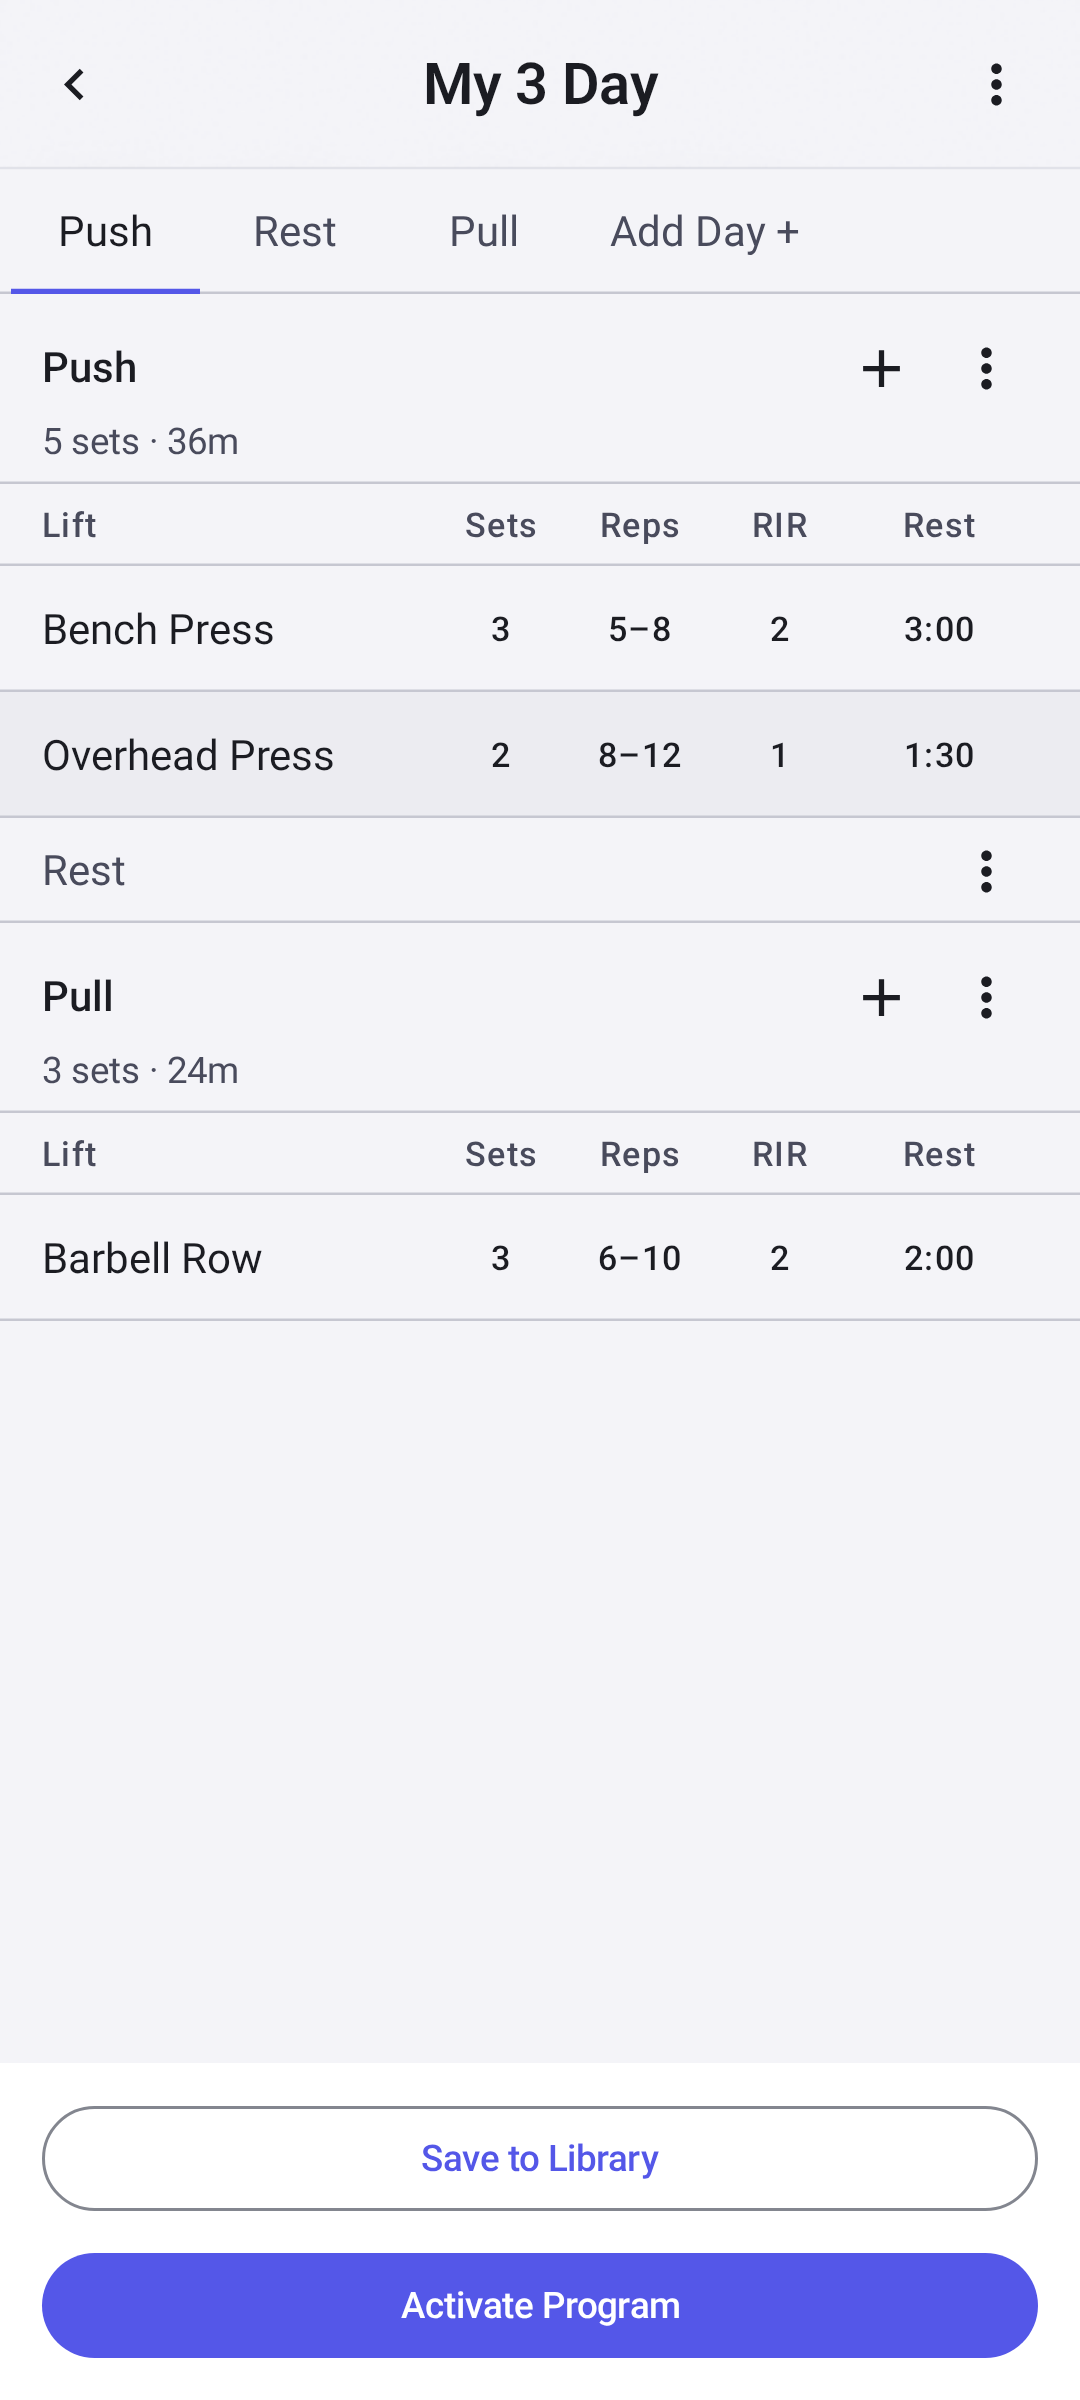 My 3 Day
Push Rest Pull Add Day +
Push
5 sets · 36m
Lift Sets Reps RIR Rest
Bench Press 3 5–8 2 3:00
Overhead Press 2 8–12 1 1:30
Rest
Pull
3 sets · 24m
Lift Sets Reps RIR Rest
Barbell Row 3 6–10 2 2:00
Save to Library
Activate Program